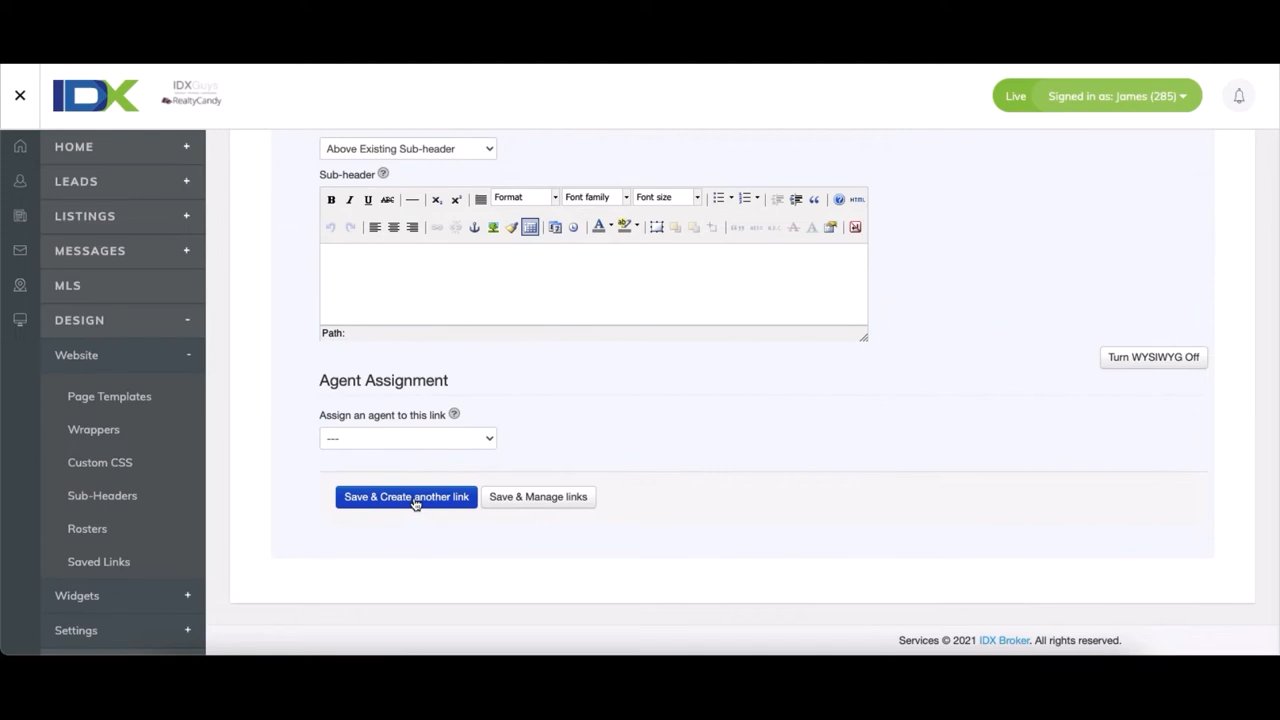 IDX
IDXGuys
RealtyCandy
Live
Signed in as: James (285)
HOME
LEADS
LISTINGS
MESSAGES
MLS
DESIGN
Website
Page Templates
Wrappers
Custom CSS
Sub-Headers
Rosters
Saved Links
Widgets
Settings
Above Existing Sub-header
Sub-header
B I U ABC Format Font family Font size HTML
Path:
Turn WYSIWYG Off
Agent Assignment
Assign an agent to this link
---
Save & Create another link
Save & Manage links
Services © 2021 IDX Broker. All rights reserved.